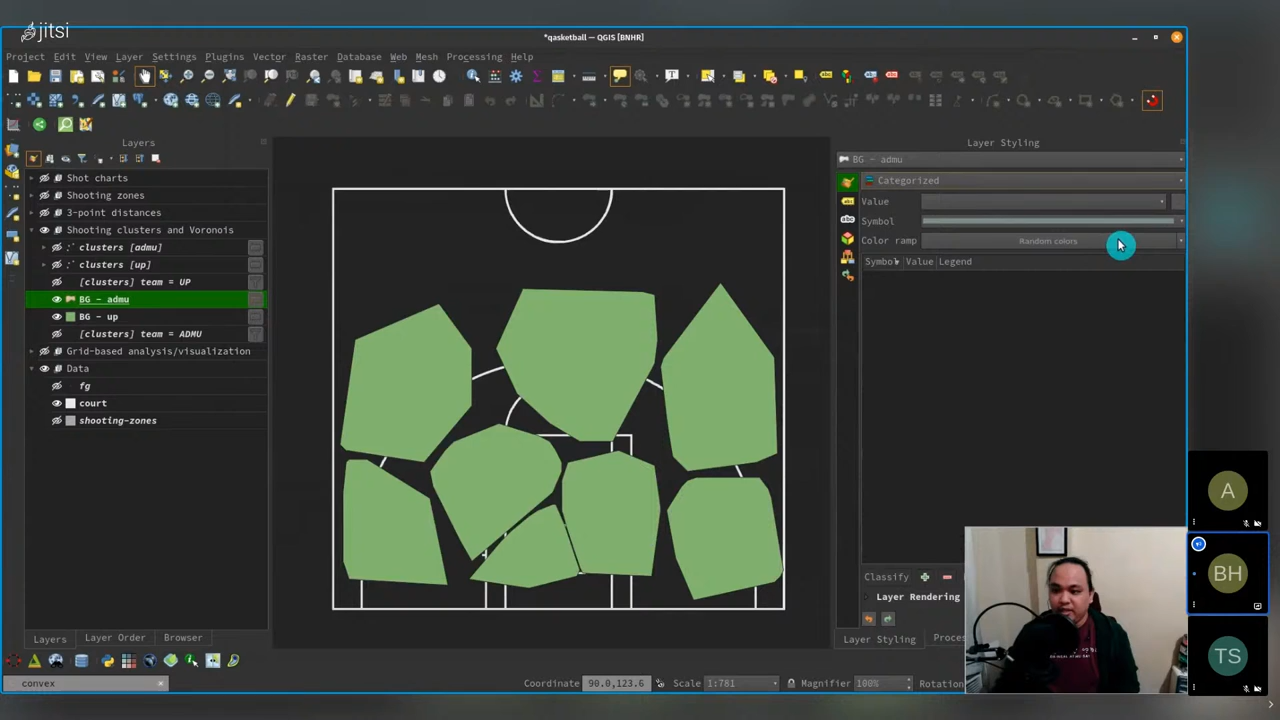 jitsi
*qasketball — QGIS [BNHR]
Project Edit View Layer Settings Plugins Vector Raster Database Web Mesh Processing Help
Layers
Shot charts
Shooting zones
3-point distances
Shooting clusters and Voronois
clusters [admu]
clusters [up]
[clusters] team = UP
BG - admu
BG - up
[clusters] team = ADMU
Grid-based analysis/visualization
Data
fg
court
shooting-zones
Layers Layer Order Browser
convex
Layer Styling
BG - admu
Categorized
Value
Symbol
Color ramp Random colors
Symbol Value Legend
Classify
Layer Rendering
Layer Styling
Coordinate 90.0,123.6 Scale 1:781 Magnifier 100% Rotation
A
BH
TS